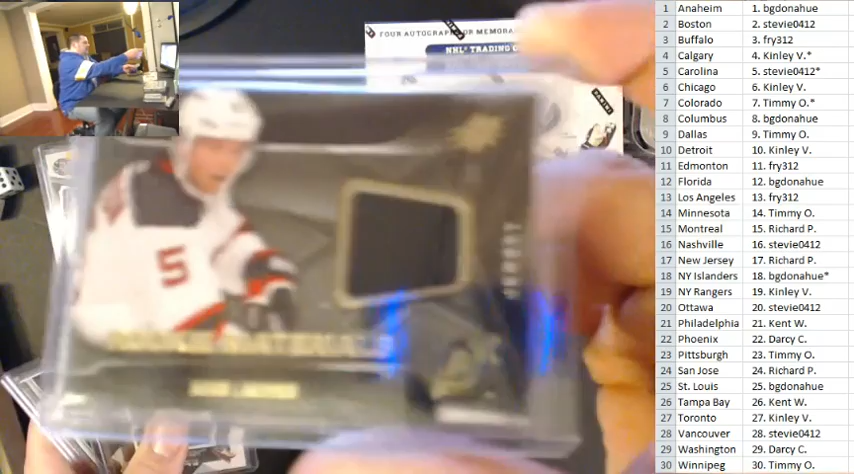 FOUR AUTOGRAPHS OR MEMORA
NHL® TRADING
PANINI
5
JERSEY
1 Anaheim 1. bgdonahue
2 Boston 2. stevie0412
3 Buffalo 3. fry312
4 Calgary 4. Kinley V.*
5 Carolina 5. stevie0412*
6 Chicago 6. Kinley V.
7 Colorado 7. Timmy O.*
8 Columbus 8. bgdonahue
9 Dallas 9. Timmy O.
10 Detroit 10. Kinley V.
11 Edmonton 11. fry312
12 Florida 12. bgdonahue
13 Los Angeles 13. fry312
14 Minnesota 14. Timmy O.
15 Montreal 15. Richard P.
16 Nashville 16. stevie0412
17 New Jersey 17. Richard P.
18 NY Islanders 18. bgdonahue*
19 NY Rangers 19. Kinley V.
20 Ottawa 20. stevie0412
21 Philadelphia 21. Kent W.
22 Phoenix 22. Darcy C.
23 Pittsburgh 23. Timmy O.
24 San Jose 24. Richard P.
25 St. Louis 25. bgdonahue
26 Tampa Bay 26. Kent W.
27 Toronto 27. Kinley V.
28 Vancouver 28. stevie0412
29 Washington 29. Darcy C.
30 Winnipeg 30. Timmy O.